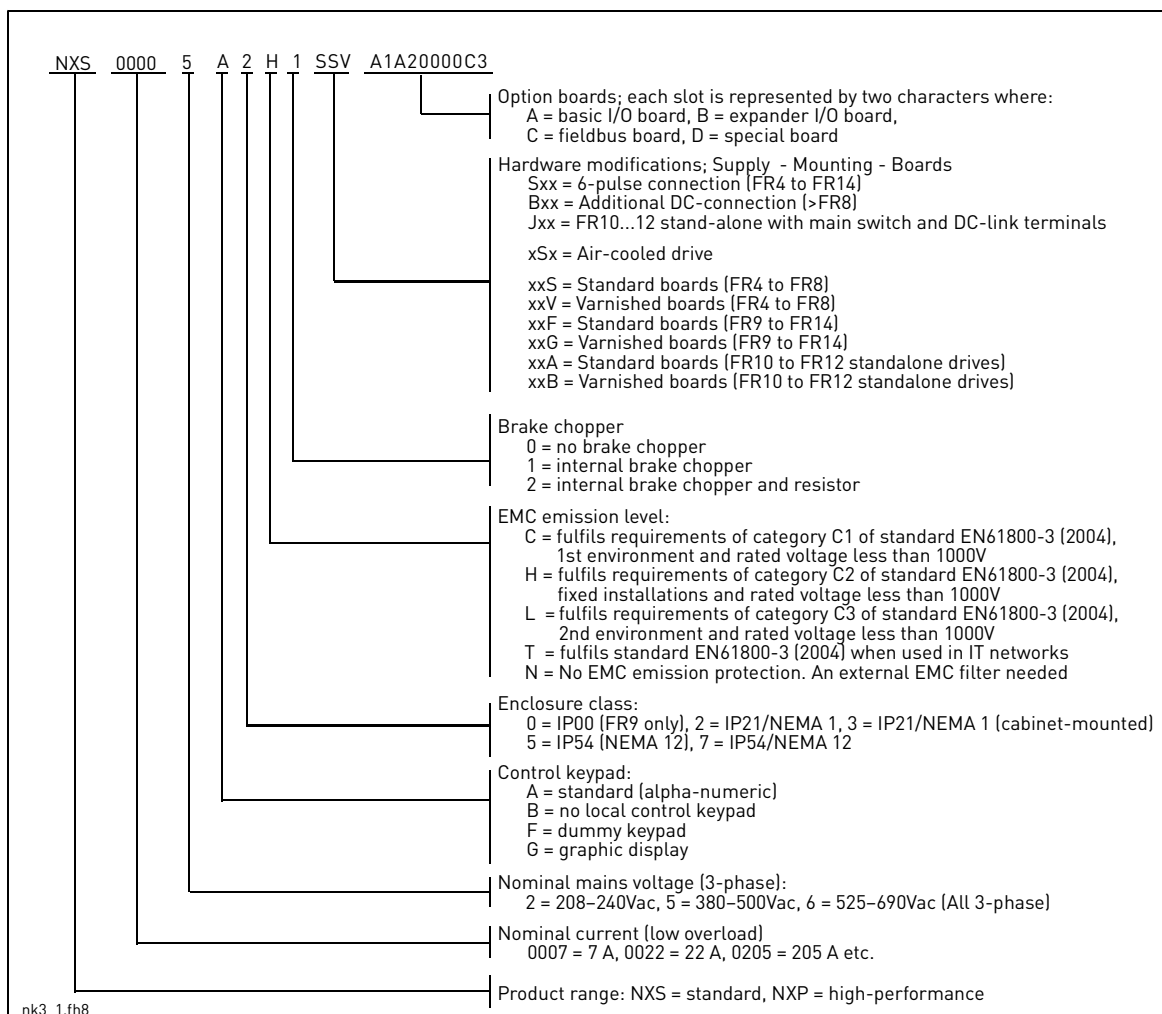 NXS 0000 5 A 2 H 1 SSV A1A20000C3
Option boards; each slot is represented by two characters where:
A = basic I/O board, B = expander I/O board,
C = fieldbus board, D = special board
Hardware modifications; Supply - Mounting - Boards
Sxx = 6-pulse connection (FR4 to FR14)
Bxx = Additional DC-connection (>FR8)
Jxx = FR10...12 stand-alone with main switch and DC-link terminals
xSx = Air-cooled drive
xxS = Standard boards (FR4 to FR8)
xxV = Varnished boards (FR4 to FR8)
xxF = Standard boards (FR9 to FR14)
xxG = Varnished boards (FR9 to FR14)
xxA = Standard boards (FR10 to FR12 standalone drives)
xxB = Varnished boards (FR10 to FR12 standalone drives)
Brake chopper
0 = no brake chopper
1 = internal brake chopper
2 = internal brake chopper and resistor
EMC emission level:
C = fulfils requirements of category C1 of standard EN61800-3 (2004),
1st environment and rated voltage less than 1000V
H = fulfils requirements of category C2 of standard EN61800-3 (2004),
fixed installations and rated voltage less than 1000V
L = fulfils requirements of category C3 of standard EN61800-3 (2004),
2nd environment and rated voltage less than 1000V
T = fulfils standard EN61800-3 (2004) when used in IT networks
N = No EMC emission protection. An external EMC filter needed
Enclosure class:
0 = IP00 (FR9 only), 2 = IP21/NEMA 1, 3 = IP21/NEMA 1 (cabinet-mounted)
5 = IP54 (NEMA 12), 7 = IP54/NEMA 12
Control keypad:
A = standard (alpha-numeric)
B = no local control keypad
F = dummy keypad
G = graphic display
Nominal mains voltage (3-phase):
2 = 208–240Vac, 5 = 380–500Vac, 6 = 525–690Vac (All 3-phase)
Nominal current (low overload)
0007 = 7 A, 0022 = 22 A, 0205 = 205 A etc.
Product range: NXS = standard, NXP = high-performance
nk3_1.fh8